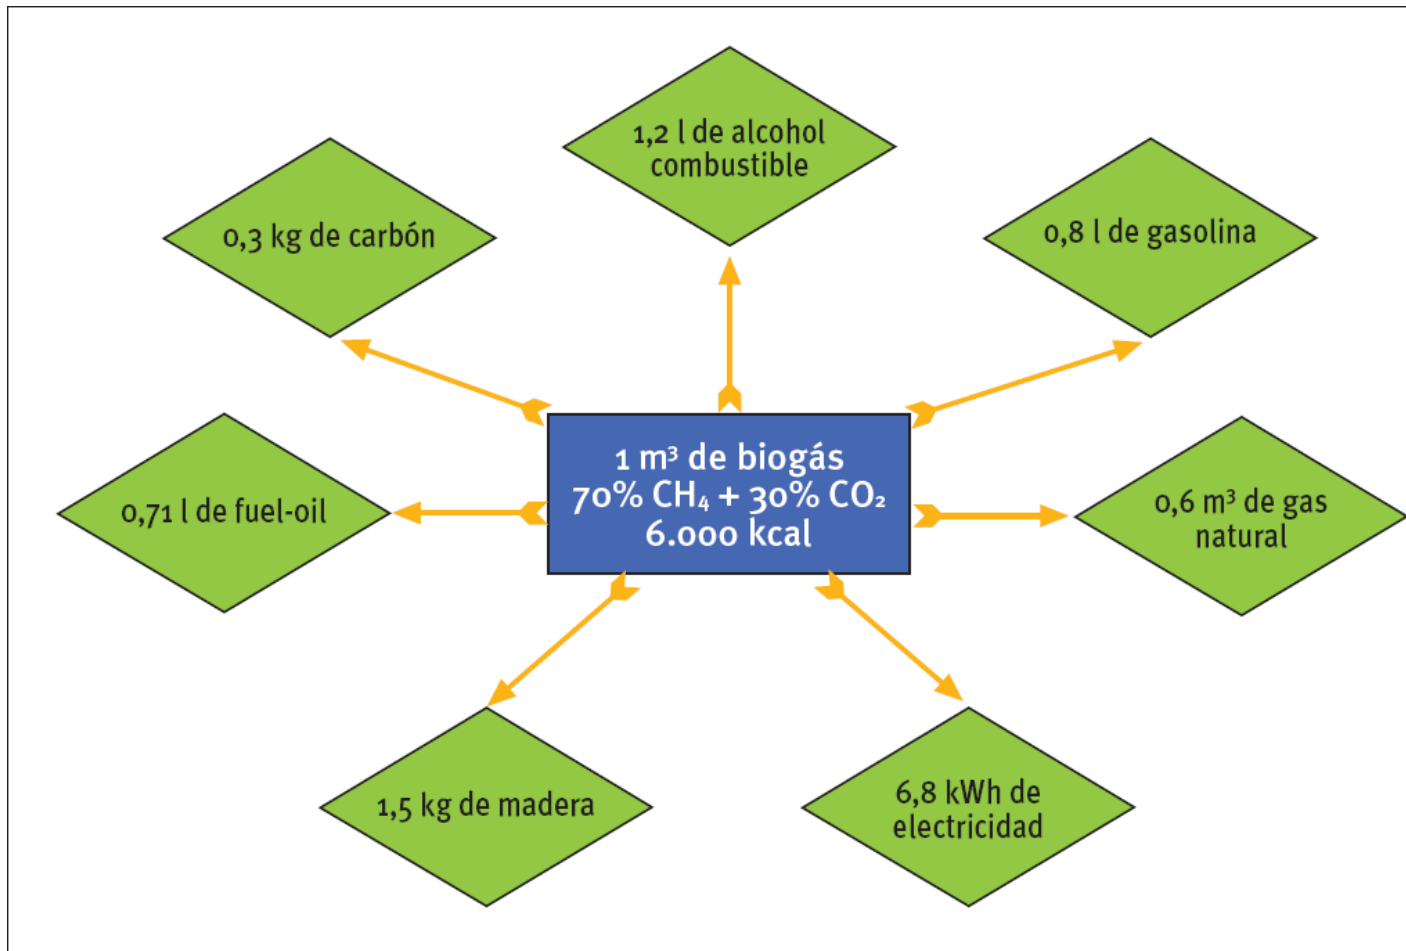 1,2 l de alcohol
combustible
0,3 kg de carbón
0,8 l de gasolina
1 m³ de biogás
70% CH₄ + 30% CO₂
6.000 kcal
0,71 l de fuel-oil
0,6 m³ de gas
natural
1,5 kg de madera
6,8 kWh de
electricidad